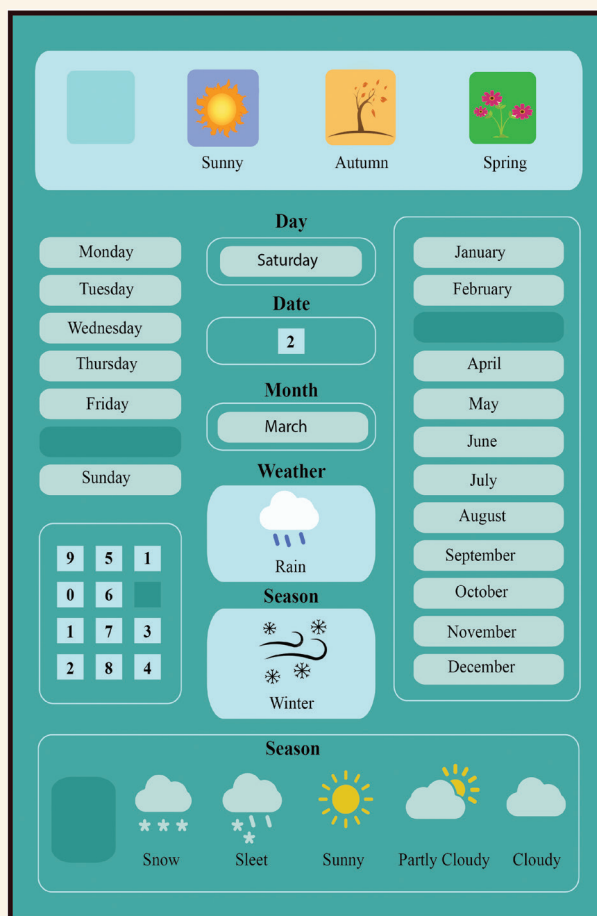 Sunny Autumn Spring
Day
Saturday
Date
2
Month
March
Weather
Rain
Season
Winter
Monday
Tuesday
Wednesday
Thursday
Friday
Sunday
9 5 1
0 6
1 7 3
2 8 4
January
February
April
May
June
July
August
September
October
November
December
Season
Snow Sleet Sunny Partly Cloudy Cloudy